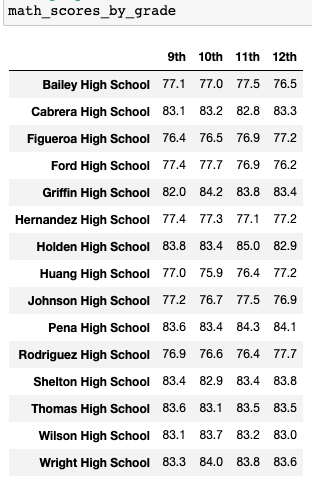 math_scores_by_grade
9th 10th 11th 12th
Bailey High School 77.1 77.0 77.5 76.5
Cabrera High School 83.1 83.2 82.8 83.3
Figueroa High School 76.4 76.5 76.9 77.2
Ford High School 77.4 77.7 76.9 76.2
Griffin High School 82.0 84.2 83.8 83.4
Hernandez High School 77.4 77.3 77.1 77.2
Holden High School 83.8 83.4 85.0 82.9
Huang High School 77.0 75.9 76.4 77.2
Johnson High School 77.2 76.7 77.5 76.9
Pena High School 83.6 83.4 84.3 84.1
Rodriguez High School 76.9 76.6 76.4 77.7
Shelton High School 83.4 82.9 83.4 83.8
Thomas High School 83.6 83.1 83.5 83.5
Wilson High School 83.1 83.7 83.2 83.0
Wright High School 83.3 84.0 83.8 83.6